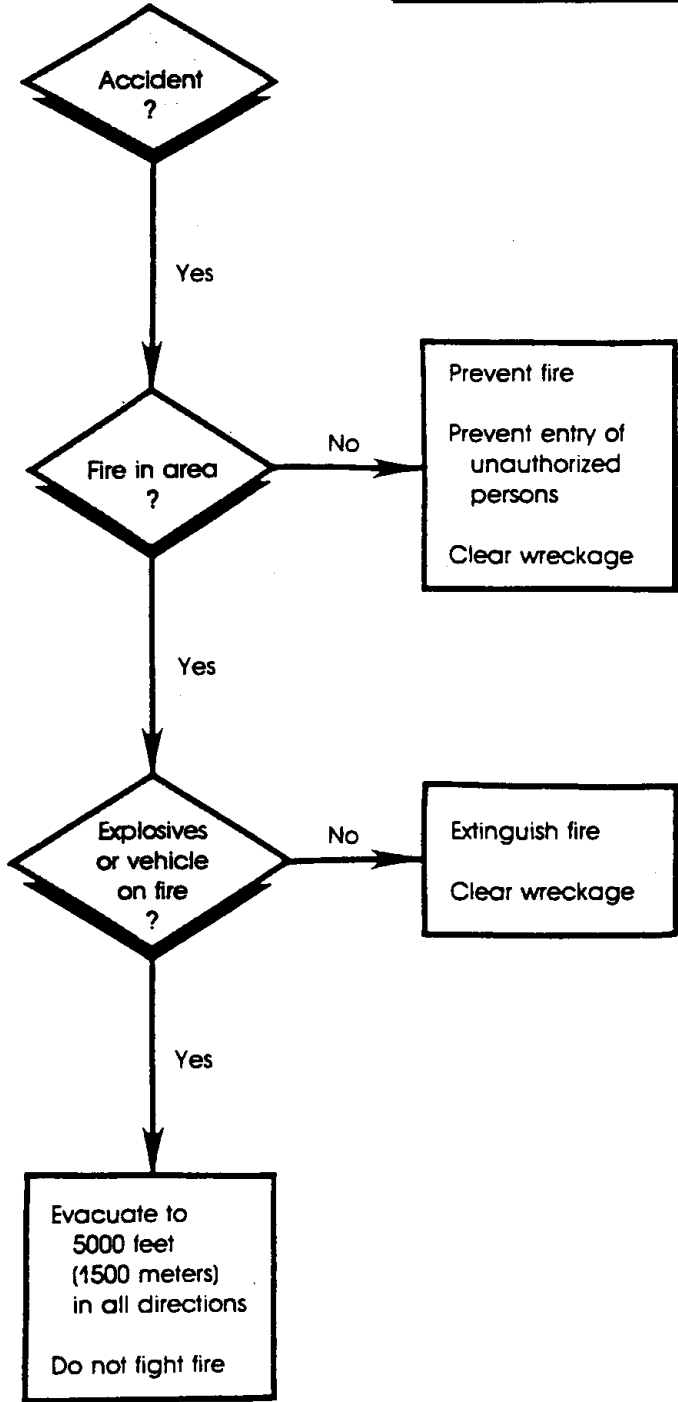 Accident
?
Yes
Fire in area
?
No
Prevent fire
Prevent entry of
unauthorized
persons
Clear wreckage
Yes
Explosives
or vehicle
on fire
?
No
Extinguish fire
Clear wreckage
Yes
Evacuate to
5000 feet
(1500 meters)
in all directions
Do not fight fire